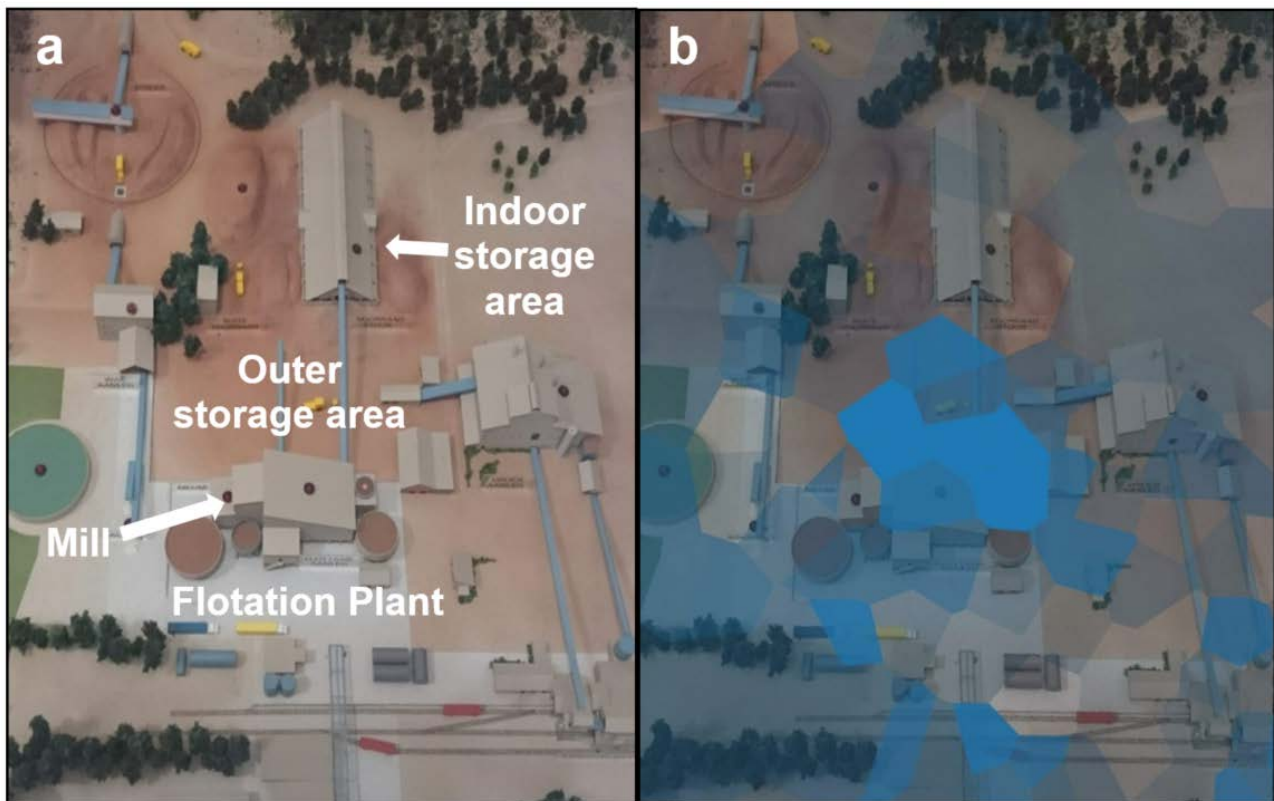 a
b
Indoor
storage
area
Outer
storage area
Mill
Flotation Plant